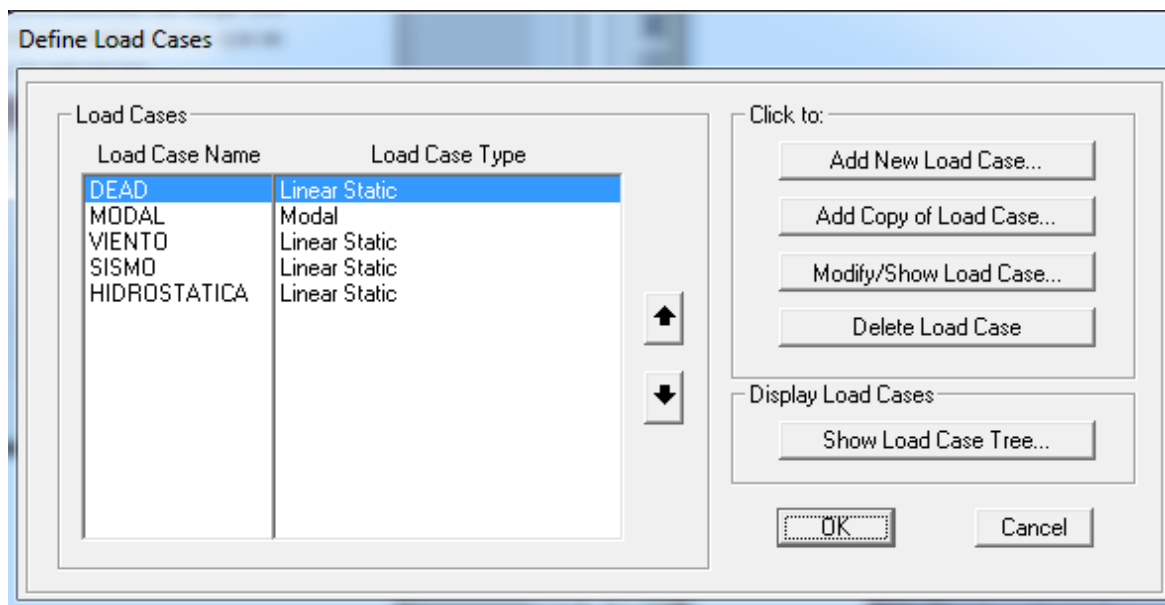 Define Load Cases
Load Cases
Load Case Name Load Case Type
DEAD Linear Static
MODAL Modal
VIENTO Linear Static
SISMO Linear Static
HIDROSTATICA Linear Static
Click to:
Add New Load Case...
Add Copy of Load Case...
Modify/Show Load Case...
Delete Load Case
Display Load Cases
Show Load Case Tree...
OK Cancel